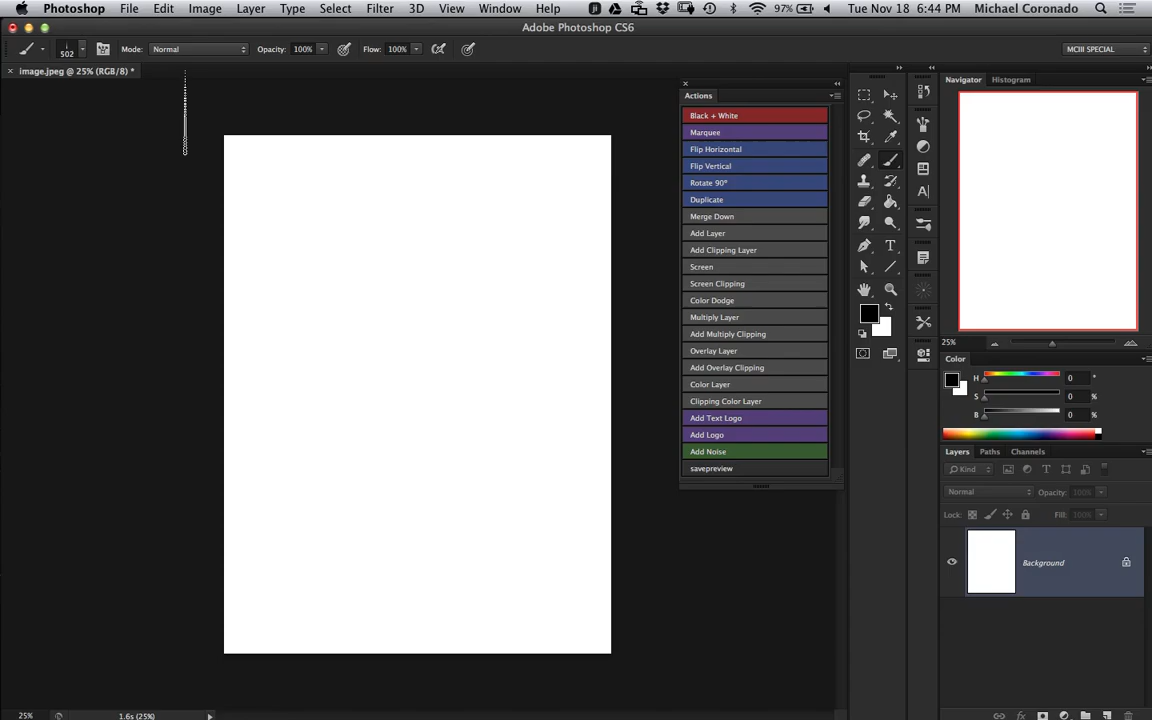 Photoshop File Edit Image Layer Type Select Filter 3D View Window Help 97% Tue Nov 18 6:44 PM Michael Coronado
Adobe Photoshop CS6
502 Mode: Normal Opacity: 100% Flow: 100% MCIII SPECIAL
image.jpeg @ 25% (RGB/8) *
Actions
Black + White
Marquee
Flip Horizontal
Flip Vertical
Rotate 90°
Duplicate
Merge Down
Add Layer
Add Clipping Layer
Screen
Screen Clipping
Color Dodge
Multiply Layer
Add Multiply Clipping
Overlay Layer
Add Overlay Clipping
Color Layer
Clipping Color Layer
Add Text Logo
Add Logo
Add Noise
savepreview
Navigator Histogram
25%
Color
H 0 °
S 0 %
B 0 %
Layers Paths Channels
Kind
Normal Opacity: 100%
Lock: Fill: 100%
Background
25% 1.6s (25%)